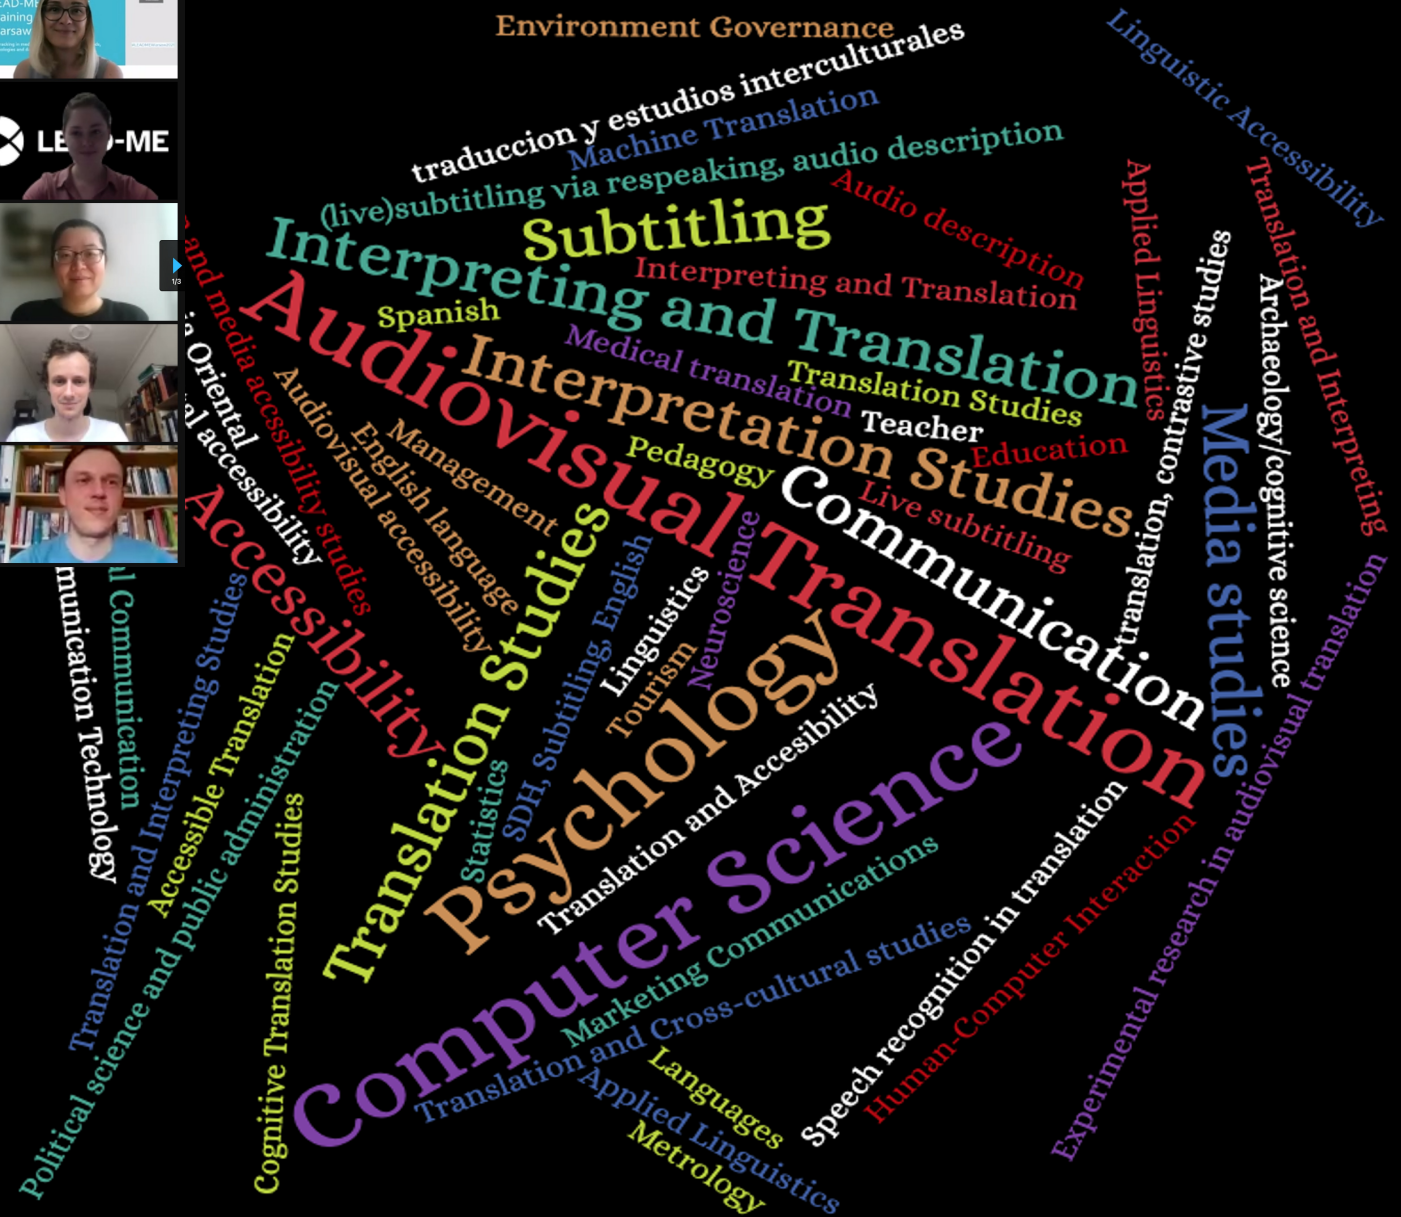 Environment Governance
traduccion y estudios interculturales
Linguistic Accessibility
Machine Translation
(live)subtitling via respeaking, audio description
Audio description
Subtitling
Interpreting and Translation
Interpreting and Translation
Applied Linguistics
Translation and Interpreting
translation, contrastive studies
Archaeology/cognitive science
Media studies
Spanish
Audiovisual Translation
Interpretation Studies
Medical translation
Translation Studies
Teacher
Education
Pedagogy
Communication
Live subtitling
and media accessibility studies
Oriental
accessibility
Audiovisual accessibility
English language
Management
Accessibility
Translation Studies
SDH, Subtitling, English
Linguistics
Neuroscience
Tourism
Psychology
Statistics
Translation and Accesibility
Computer Science
Communication
Technology
Translation and Interpreting Studies
Accessible Translation
Political science and public administration
Cognitive Translation Studies
Marketing Communications
Translation and Cross-cultural studies
Speech recognition in translation
Human-Computer Interaction
Experimental research in audiovisual translation
Languages
Applied Linguistics
Metrology
1/3